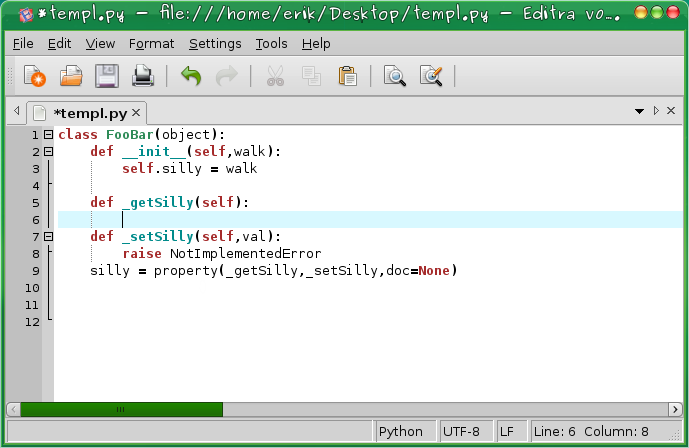 *templ.py – file:///home/erik/Desktop/templ.py – Editra v0....
File Edit View Format Settings Tools Help
*templ.py
1 class FooBar(object):
2     def __init__(self,walk):
3         self.silly = walk
4
5     def _getSilly(self):
6
7     def _setSilly(self,val):
8         raise NotImplementedError
9     silly = property(_getSilly,_setSilly,doc=None)
10
11
12
Python UTF-8 LF Line: 6 Column: 8